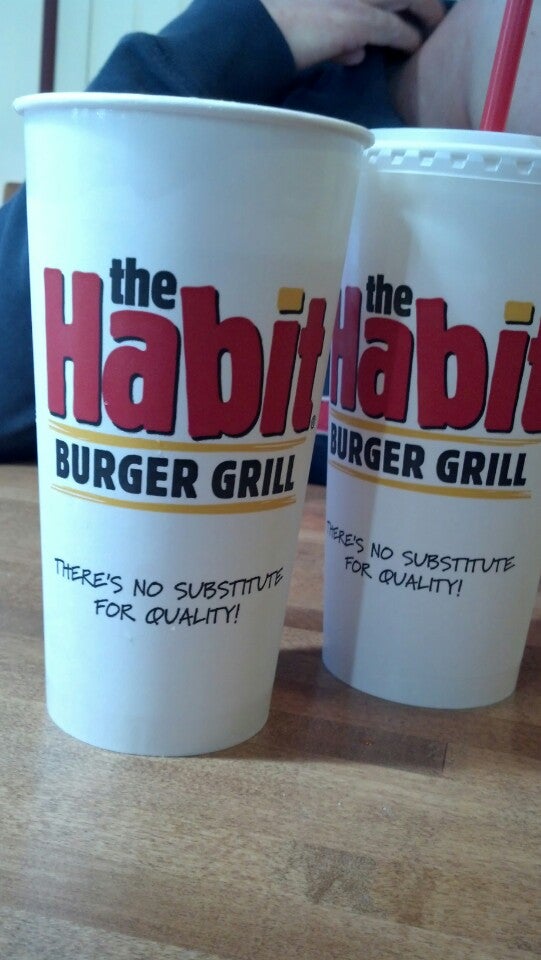 the
Habit®
BURGER GRILL
THERE'S NO SUBSTITUTE
FOR QUALITY!
the
Habit
BURGER GRILL
THERE'S NO SUBSTITUTE
FOR QUALITY!